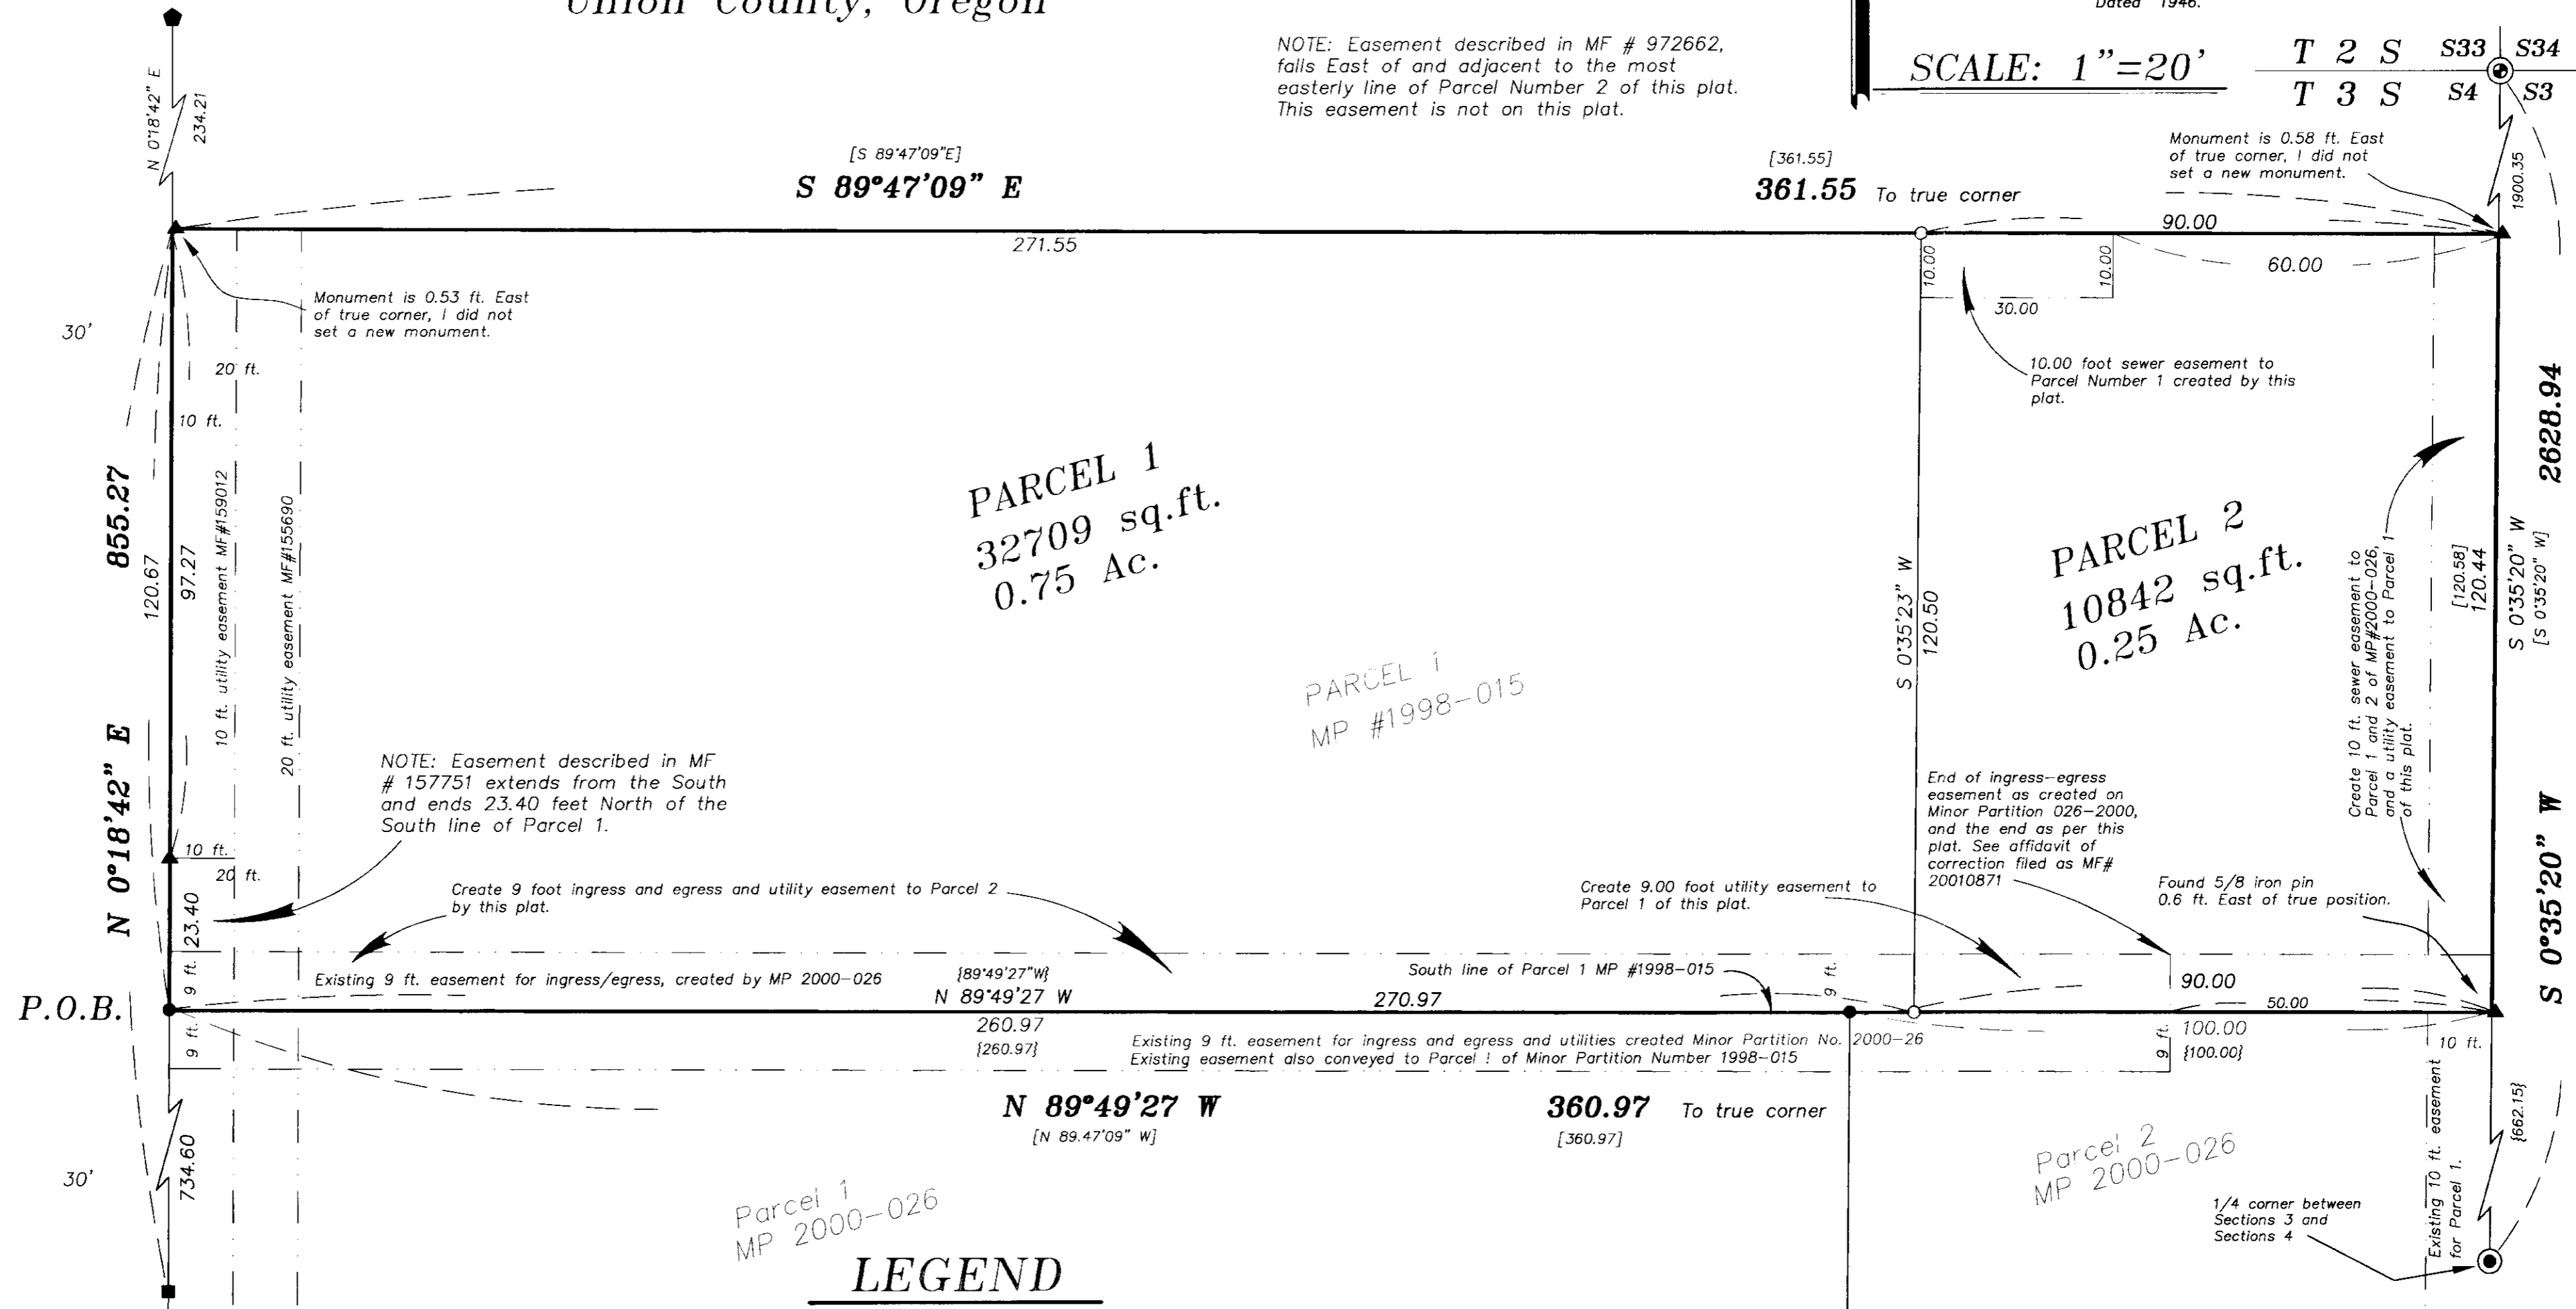 Union County, Oregon
Dated 1946.
NOTE: Easement described in MF # 972662,
falls East of and adjacent to the most
easterly line of Parcel Number 2 of this plat.
This easement is not on this plat.
SCALE: 1"=20'
T 2 S S33 S34
T 3 S S4 S3
N 0°18'42" E
234.21
[S 89°47'09"E]
S 89°47'09" E
[361.55]
361.55 To true corner
Monument is 0.58 ft. East
of true corner, I did not
set a new monument.
1900.35
271.55
90.00
60.00
10.00
10.00
30.00
Monument is 0.53 ft. East
of true corner, I did not
set a new monument.
30'
20 ft.
10 ft.
10.00 foot sewer easement to
Parcel Number 1 created by this
plat.
2628.94
855.27
120.67
97.27
10 ft. utility easement MF#159012
20 ft. utility easement MF#155690
PARCEL 1
32709 sq.ft.
0.75 Ac.
PARCEL 2
10842 sq.ft.
0.25 Ac.
S 0°35'23" W
120.50
Create 10 ft. sewer easement to
Parcel 1 and 2 of MP#2000-026,
and a utility easement to Parcel 1
of this plat.
[120.58]
120.44
S 0°35'20" W
[S 0°35'20" W]
PARCEL 1
MP #1998-015
N 0°18'42" E
NOTE: Easement described in MF
# 157751 extends from the South
and ends 23.40 feet North of the
South line of Parcel 1.
End of ingress-egress
easement as created on
Minor Partition 026-2000,
and the end as per this
plat. See affidavit of
correction filed as MF#
20010871
S 0°35'20" W
10 ft.
20 ft.
23.40
Create 9 foot ingress and egress and utility easement to Parcel 2
by this plat.
Create 9.00 foot utility easement to
Parcel 1 of this plat.
Found 5/8 iron pin
0.6 ft. East of true position.
9 ft.
Existing 9 ft. easement for ingress/egress, created by MP 2000-026
{89°49'27"W}
N 89°49'27 W
South line of Parcel 1 MP #1998-015
270.97
9 ft.
90.00
50.00
P.O.B.
9 ft.
260.97
{260.97}
Existing 9 ft. easement for ingress and egress and utilities created Minor Partition No. 2000-26
Existing easement also conveyed to Parcel ! of Minor Partition Number 1998-015
9 ft.
100.00
{100.00}
10 ft.
N 89°49'27 W
[N 89.47'09" W]
360.97 To true corner
[360.97]
{662.15}
734.60
30'
Parcel 1
MP 2000-026
Parcel 2
MP 2000-026
1/4 corner between
Sections 3 and
Sections 4
Existing 10 ft. easement
for Parcel 1.
LEGEND